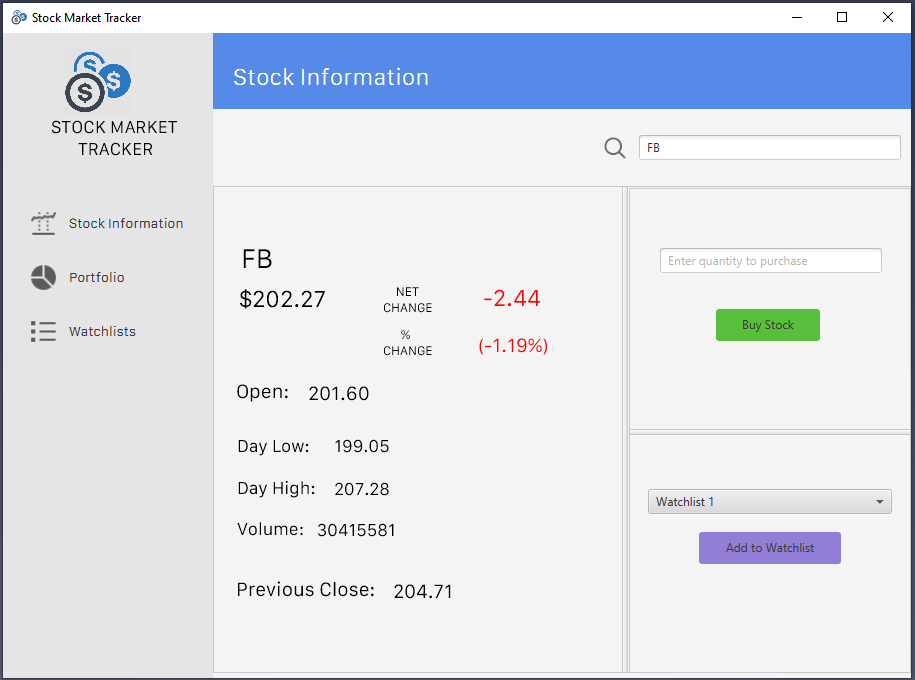 Stock Market Tracker
STOCK MARKET
TRACKER
Stock Information
Portfolio
Watchlists
Stock Information
FB
FB
$202.27
NET
CHANGE
-2.44
%
CHANGE
(-1.19%)
Open: 201.60
Day Low: 199.05
Day High: 207.28
Volume: 30415581
Previous Close: 204.71
Enter quantity to purchase
Buy Stock
Watchlist 1
Add to Watchlist